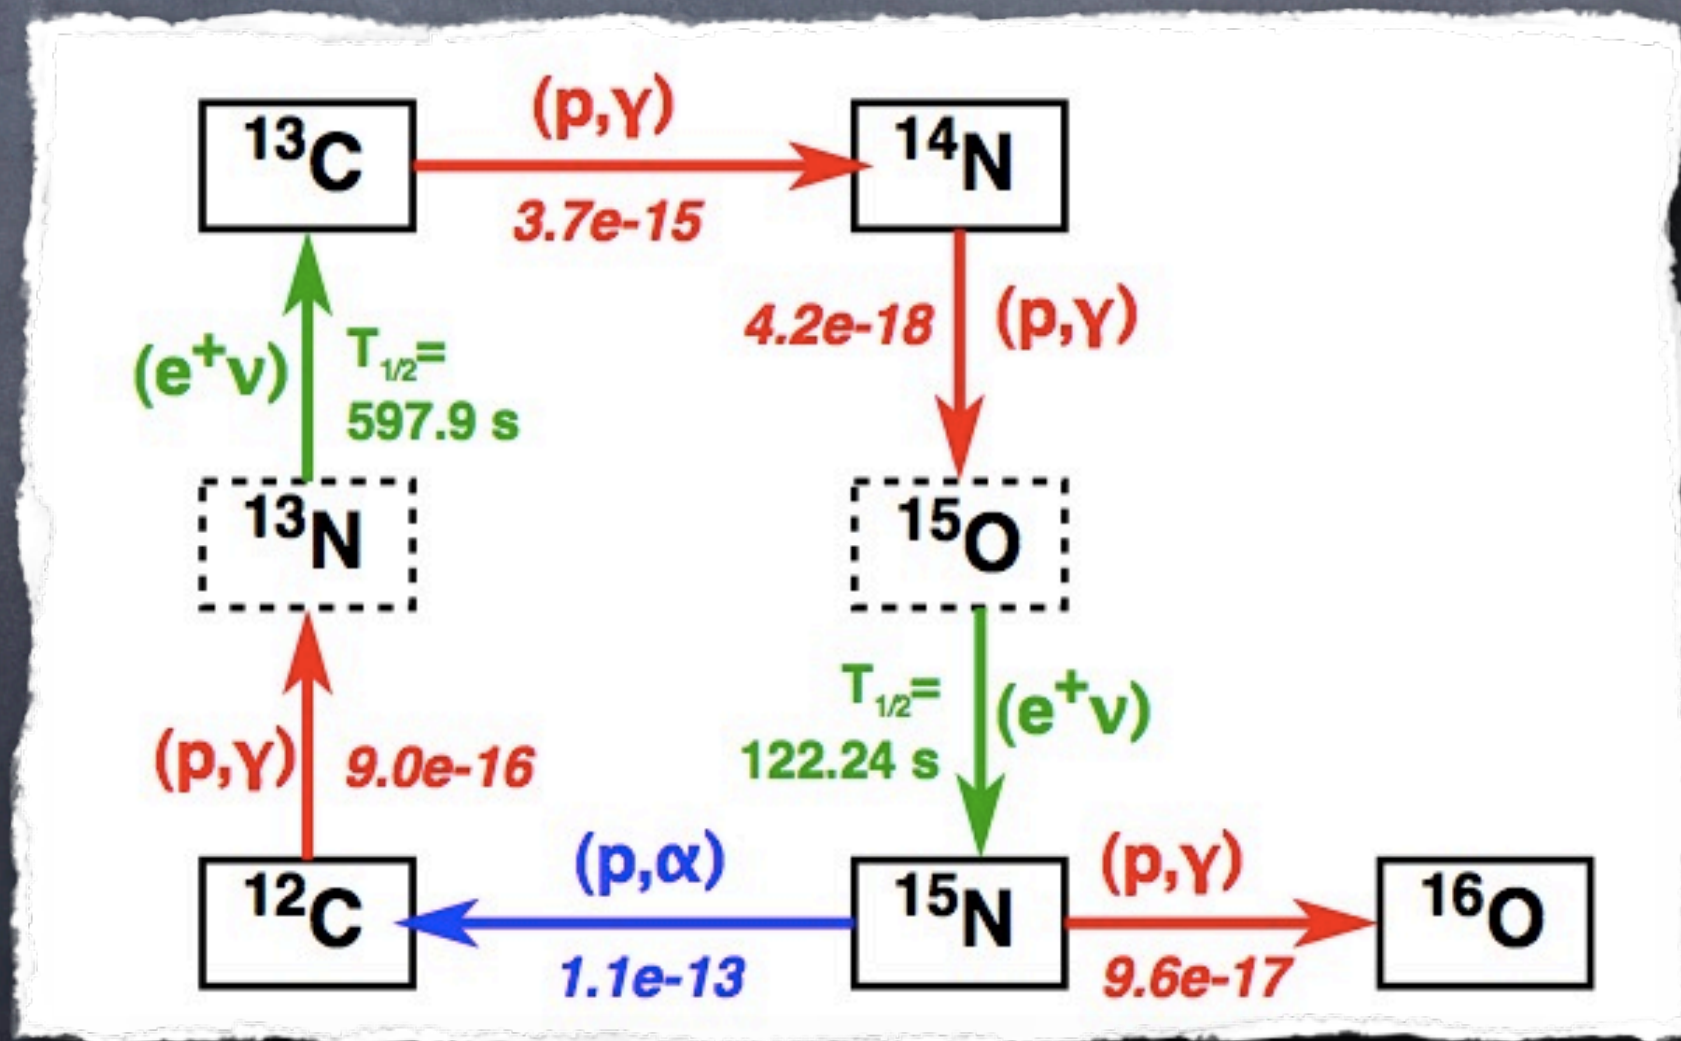 (p,γ)
¹³C
¹⁴N
3.7e-15
4.2e-18
(p,γ)
(e⁺ν)
T₁/₂=
597.9 s
¹³N
¹⁵O
T₁/₂=
122.24 s
(e⁺ν)
(p,γ)
9.0e-16
(p,α)
(p,γ)
¹²C
¹⁵N
¹⁶O
1.1e-13
9.6e-17